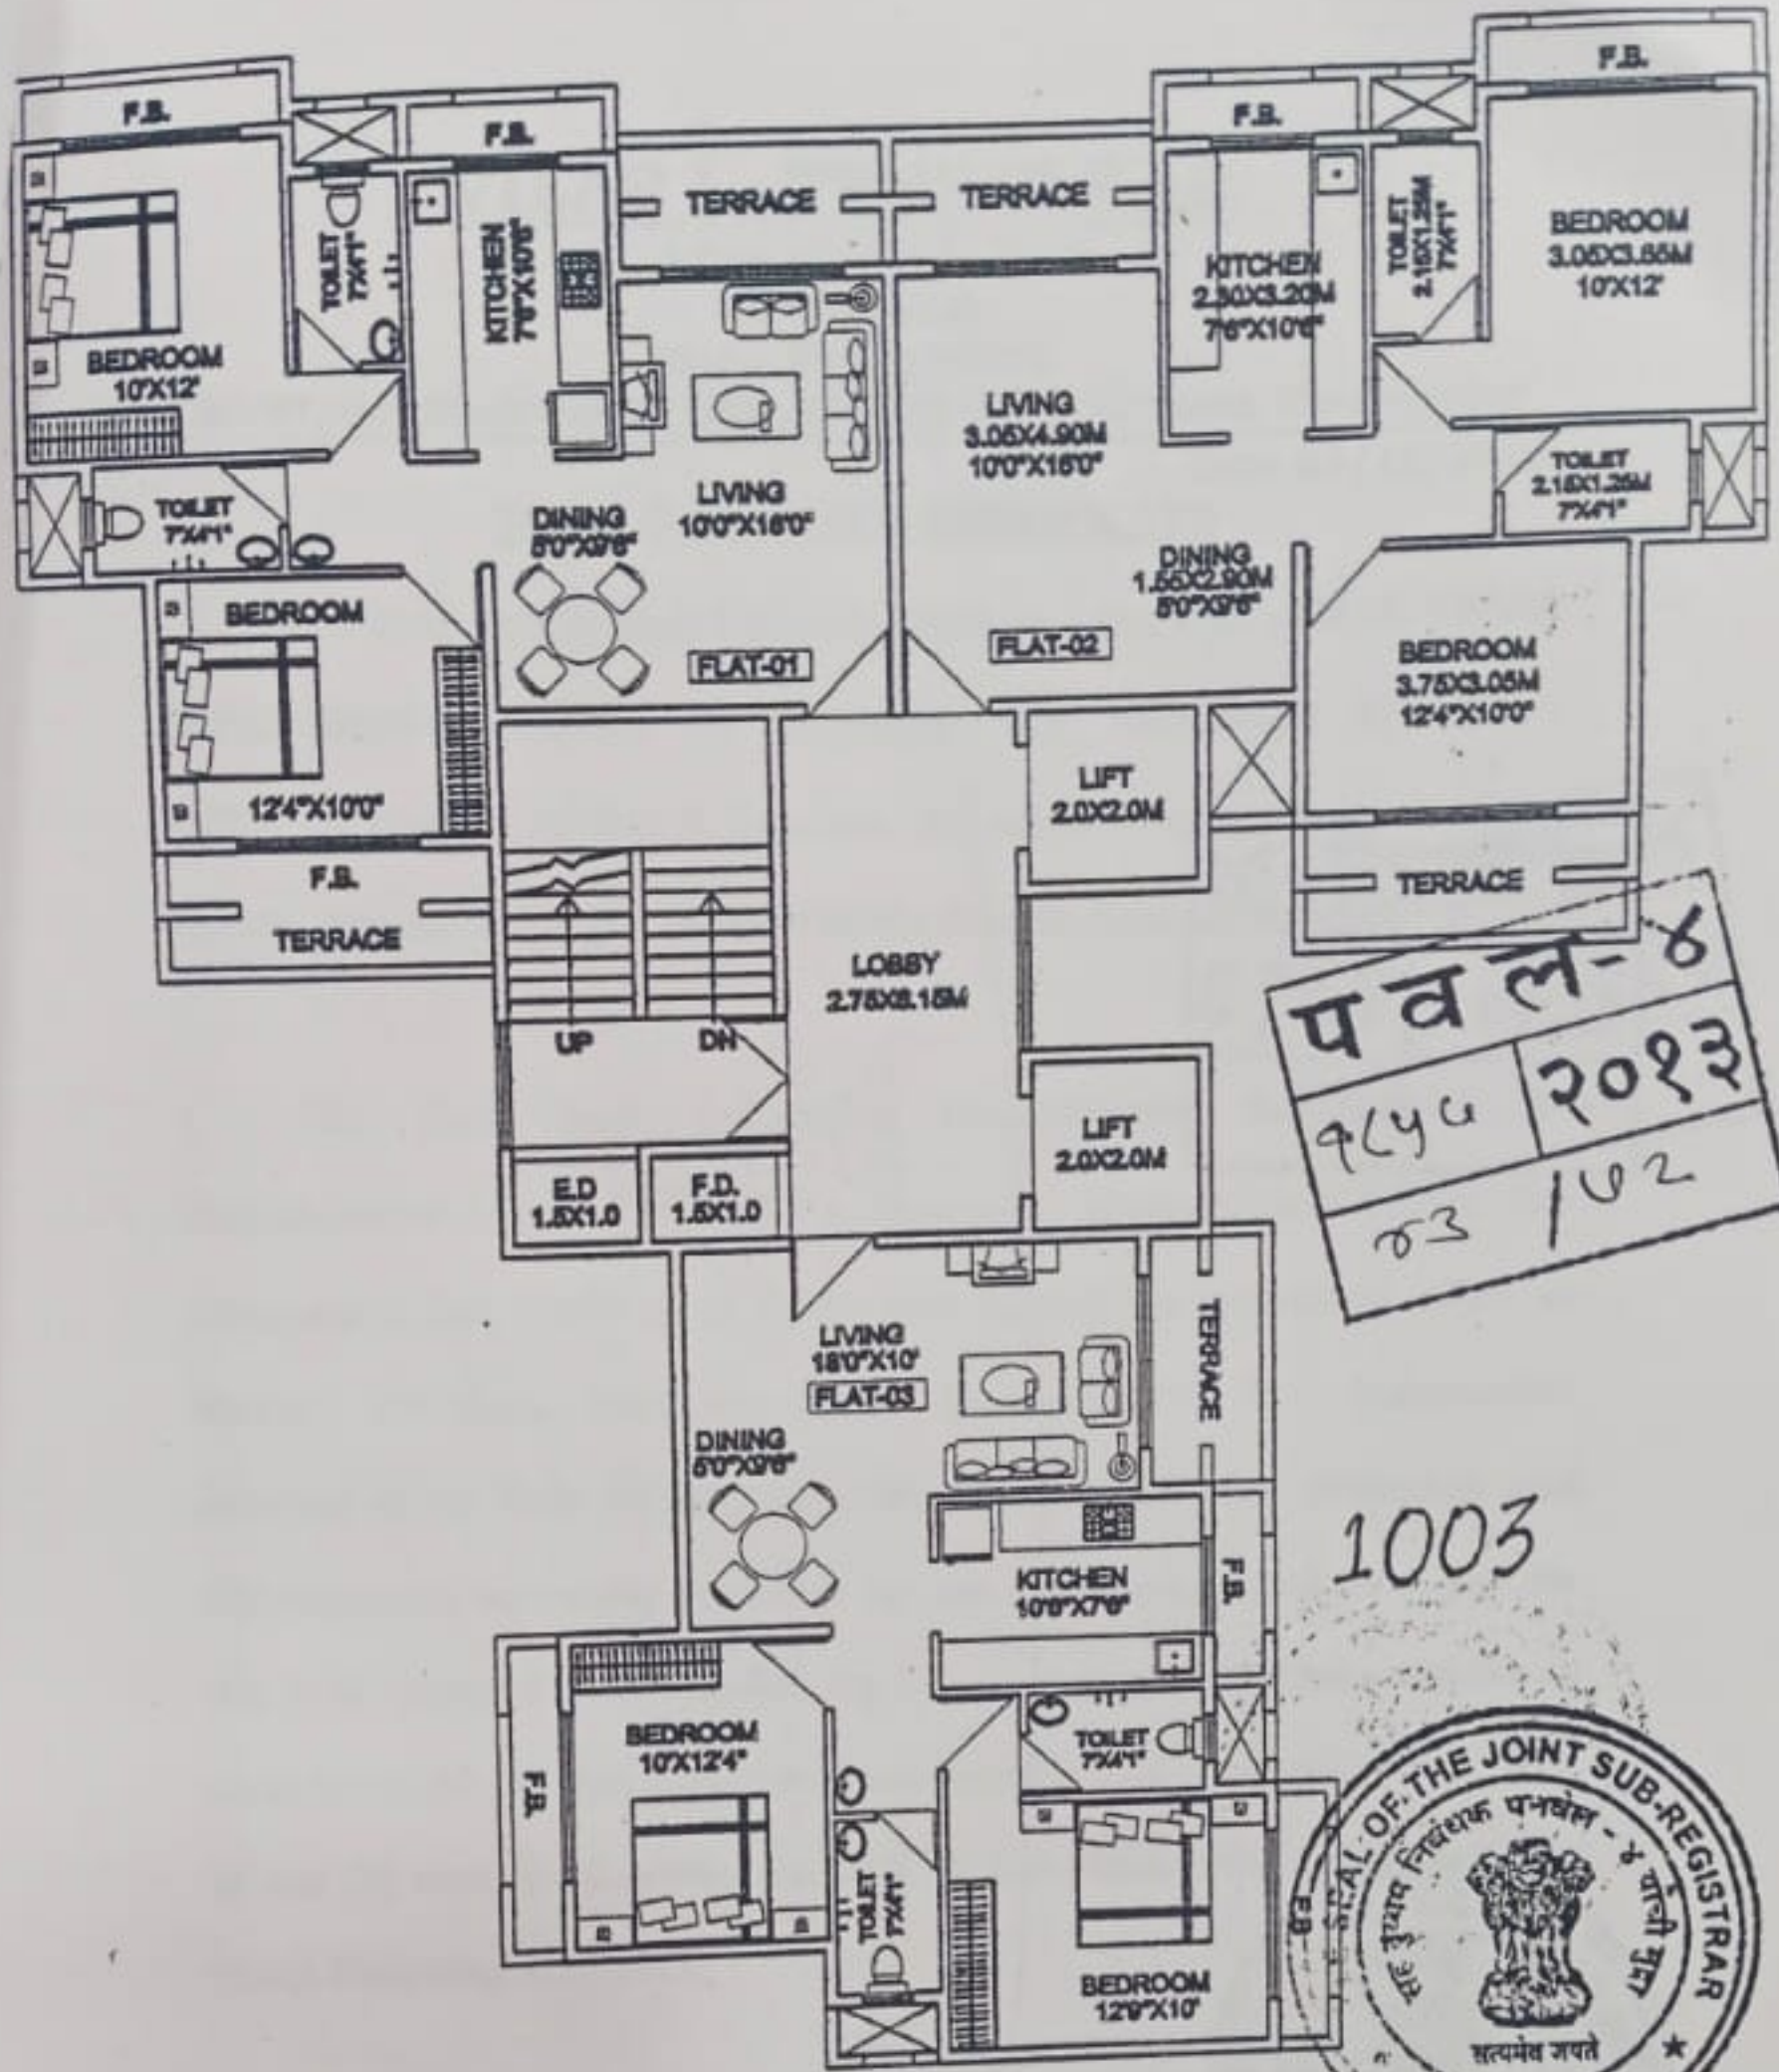 F.B.
F.B.
TERRACE
TERRACE
F.B.
F.B.
BEDROOM
10'X12'
TOILET
7'X4'1"
KITCHEN
7'6"X10'6"
KITCHEN
2.30X3.20M
7'6"X10'6"
TOILET
2.15X1.25M
7'X4'1"
BEDROOM
3.05X3.65M
10'X12'
TOILET
7'X4'1"
DINING
5'0"X9'6"
LIVING
10'0"X16'0"
LIVING
3.05X4.90M
10'0"X16'0"
TOILET
2.15X1.25M
7'X4'1"
DINING
1.55X2.90M
5'0"X9'6"
BEDROOM
12'4"X10'0"
FLAT-01
FLAT-02
BEDROOM
3.75X3.05M
12'4"X10'0"
F.B.
TERRACE
LIFT
2.0X2.0M
TERRACE
UP
DN
LOBBY
2.75X8.15M
पवल-४
२०१३
LIFT
2.0X2.0M
E.D
1.5X1.0
F.D.
1.5X1.0
LIVING
18'0"X10'
FLAT-03
TERRACE
DINING
5'0"X9'6"
KITCHEN
10'6"X7'6"
F.B.
1003
F.B.
BEDROOM
10'X12'4"
TOILET
7'X4'1"
TOILET
7'X4'1"
BEDROOM
12'9"X10'
F.B.
SEAL OF THE JOINT SUB-REGISTRAR
सह दुय्यम निबंधक पनवेल - ४ यांची मुद्रा
सत्यमेव जयते